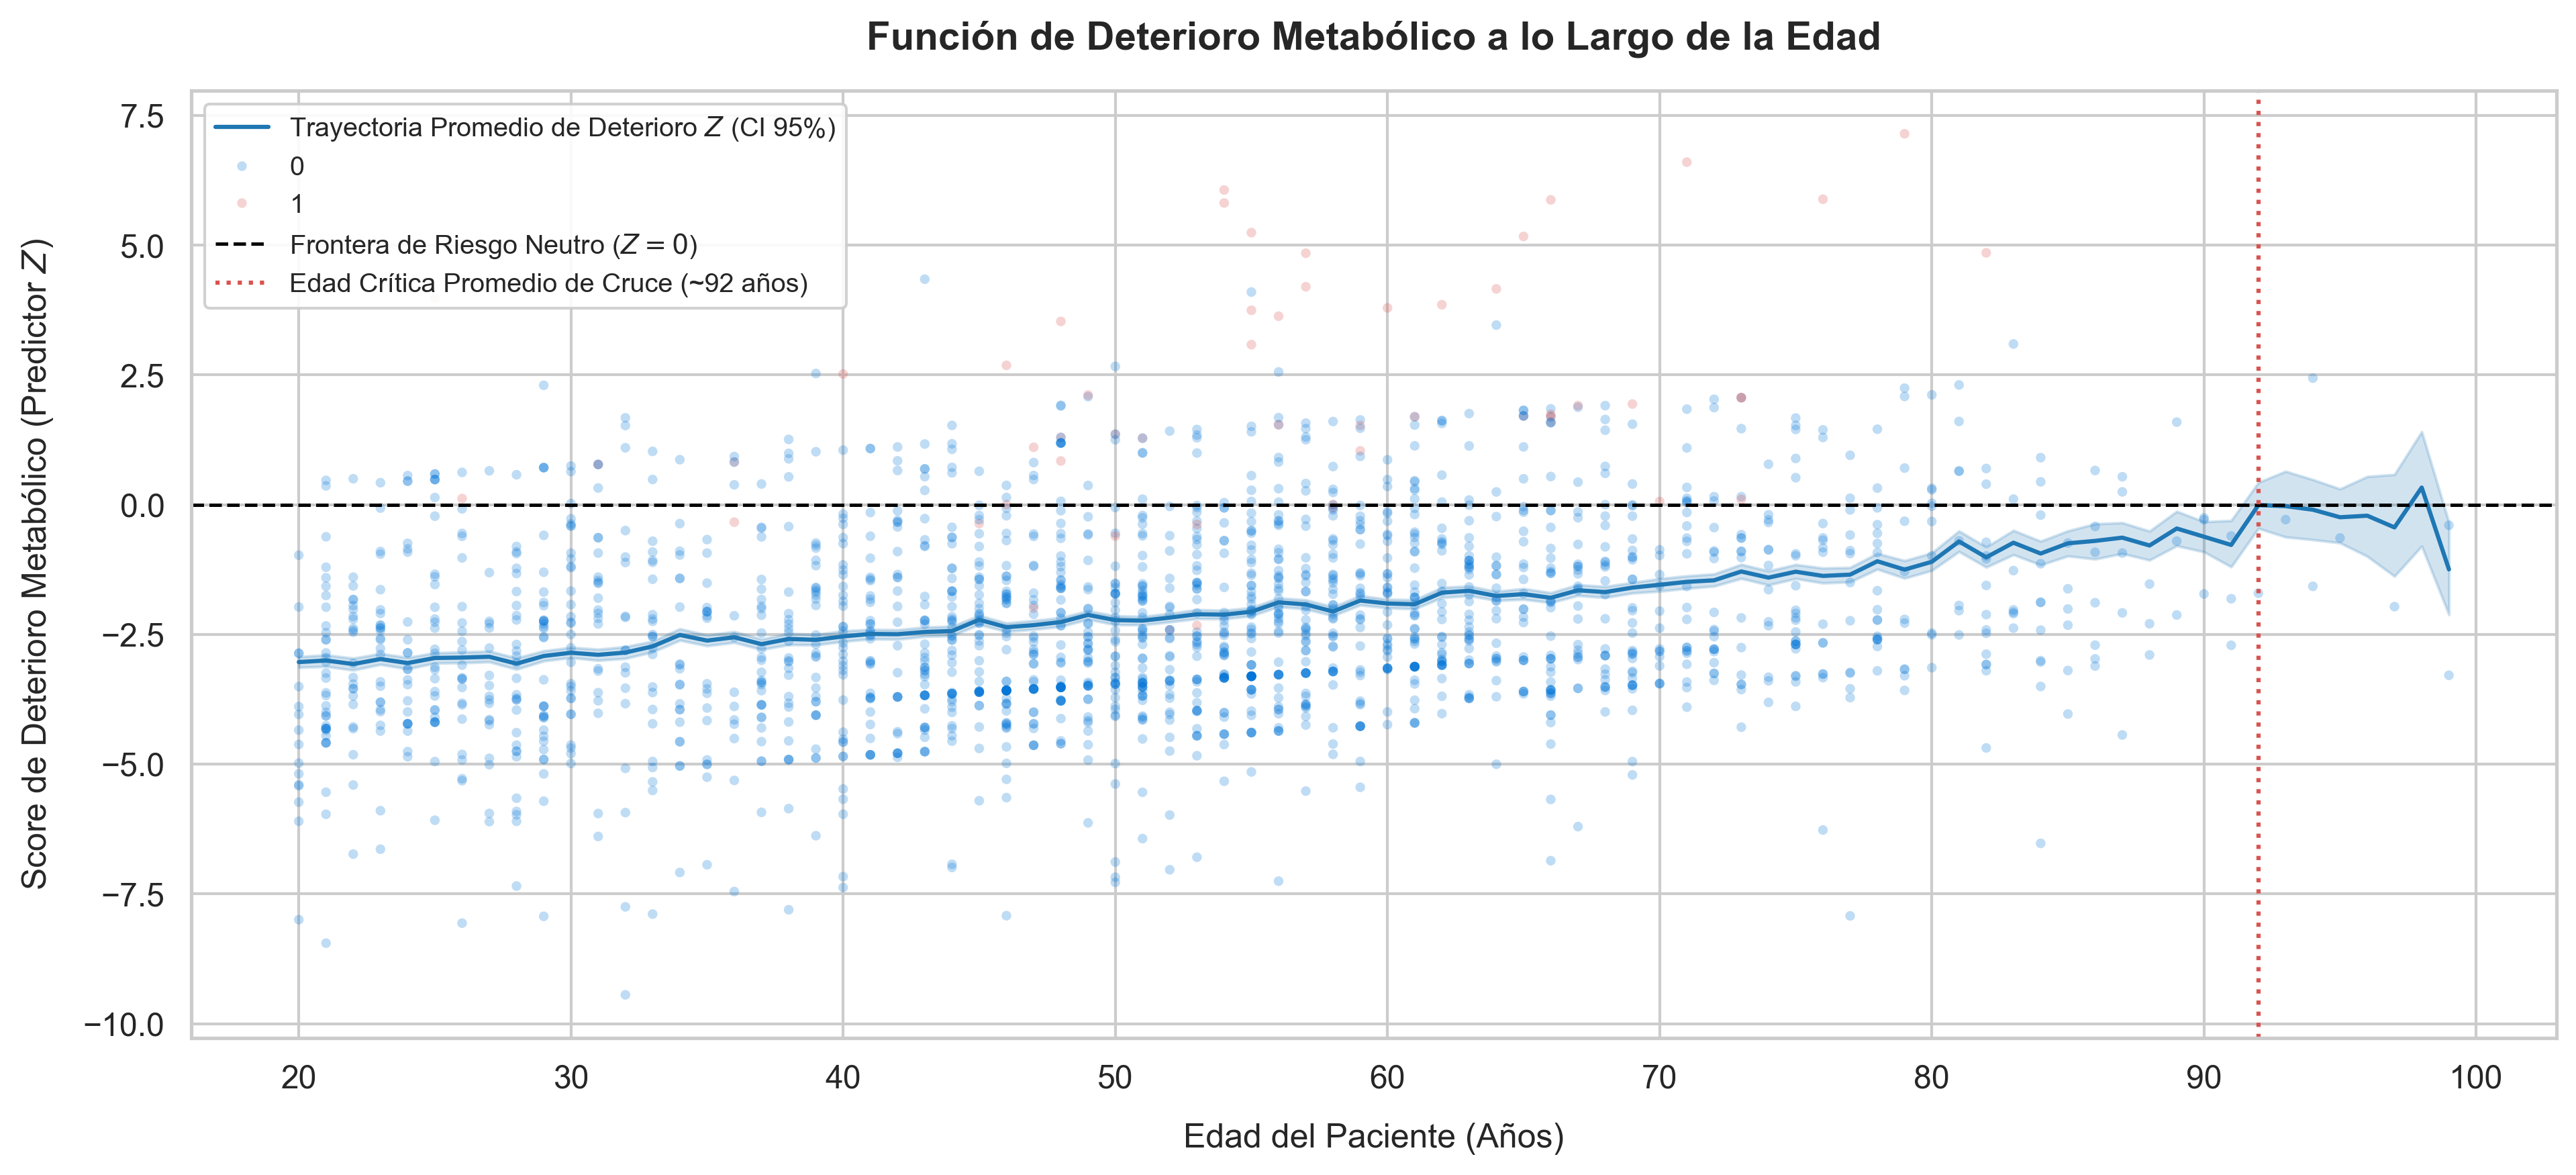 Función de Deterioro Metabólico a lo Largo de la Edad
Trayectoria Promedio de Deterioro Z (CI 95%)
0
1
Frontera de Riesgo Neutro (Z = 0)
Edad Crítica Promedio de Cruce (~92 años)
Score de Deterioro Metabólico (Predictor Z)
7.5
5.0
2.5
0.0
−2.5
−5.0
−7.5
−10.0
20 30 40 50 60 70 80 90 100
Edad del Paciente (Años)